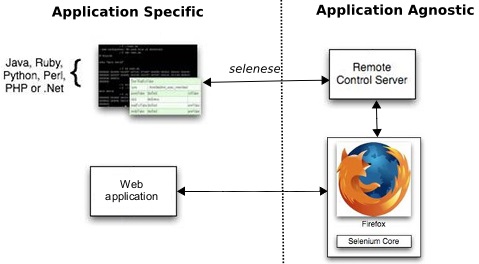 Application Specific
Application Agnostic
Java, Ruby,
Python, Perl,
PHP or .Net
selenese
Remote
Control Server
Web
application
Firefox
Selenium Core